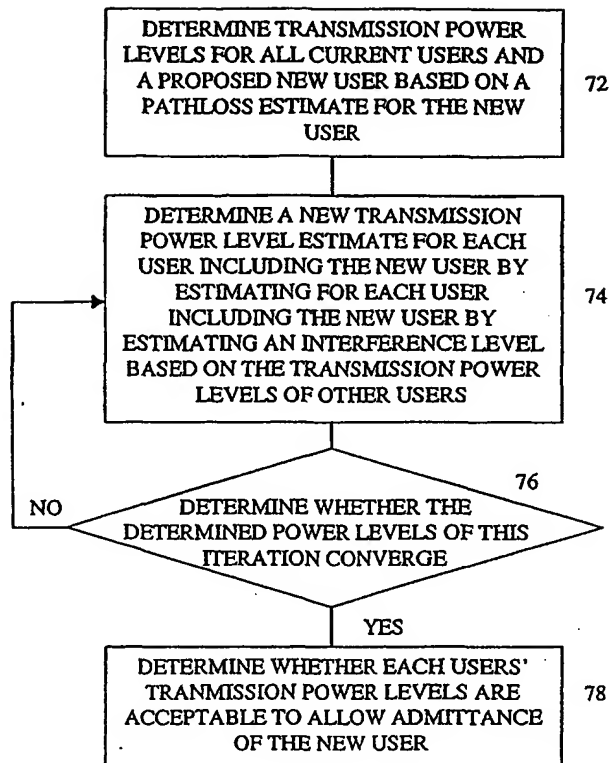 DETERMINE TRANSMISSION POWER
LEVELS FOR ALL CURRENT USERS AND
A PROPOSED NEW USER BASED ON A
PATHLOSS ESTIMATE FOR THE NEW
USER
72
DETERMINE A NEW TRANSMISSION
POWER LEVEL ESTIMATE FOR EACH
USER INCLUDING THE NEW USER BY
ESTIMATING FOR EACH USER
INCLUDING THE NEW USER BY
ESTIMATING AN INTERFERENCE LEVEL
BASED ON THE TRANSMISSION POWER
LEVELS OF OTHER USERS
74
76
NO
DETERMINE WHETHER THE
DETERMINED POWER LEVELS OF THIS
ITERATION CONVERGE
YES
DETERMINE WHETHER EACH USERS'
TRANMISSION POWER LEVELS ARE
ACCEPTABLE TO ALLOW ADMITTANCE
OF THE NEW USER
78